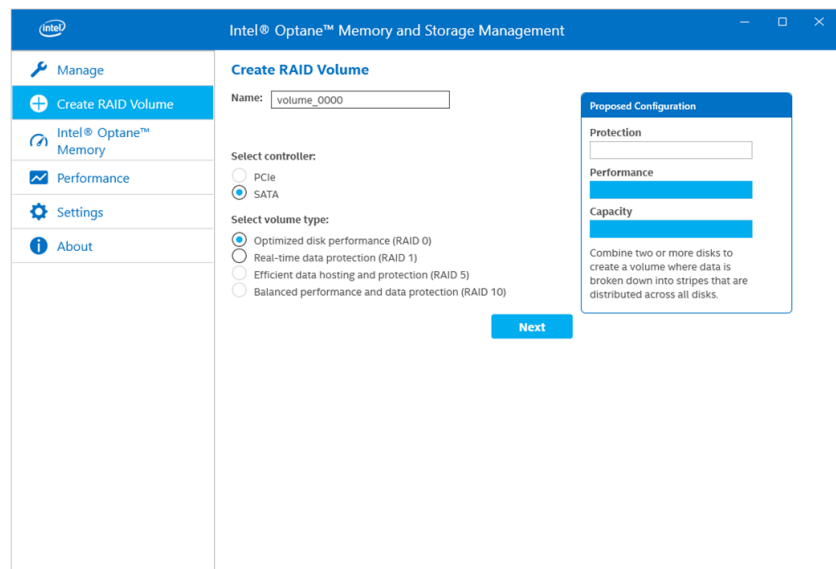 intel
Intel® Optane™ Memory and Storage Management
Manage
Create RAID Volume
Intel® Optane™
Memory
Performance
Settings
About
Create RAID Volume
Name: volume_0000
Select controller:
PCIe
SATA
Select volume type:
Optimized disk performance (RAID 0)
Real-time data protection (RAID 1)
Efficient data hosting and protection (RAID 5)
Balanced performance and data protection (RAID 10)
Next
Proposed Configuration
Protection
Performance
Capacity
Combine two or more disks to
create a volume where data is
broken down into stripes that are
distributed across all disks.